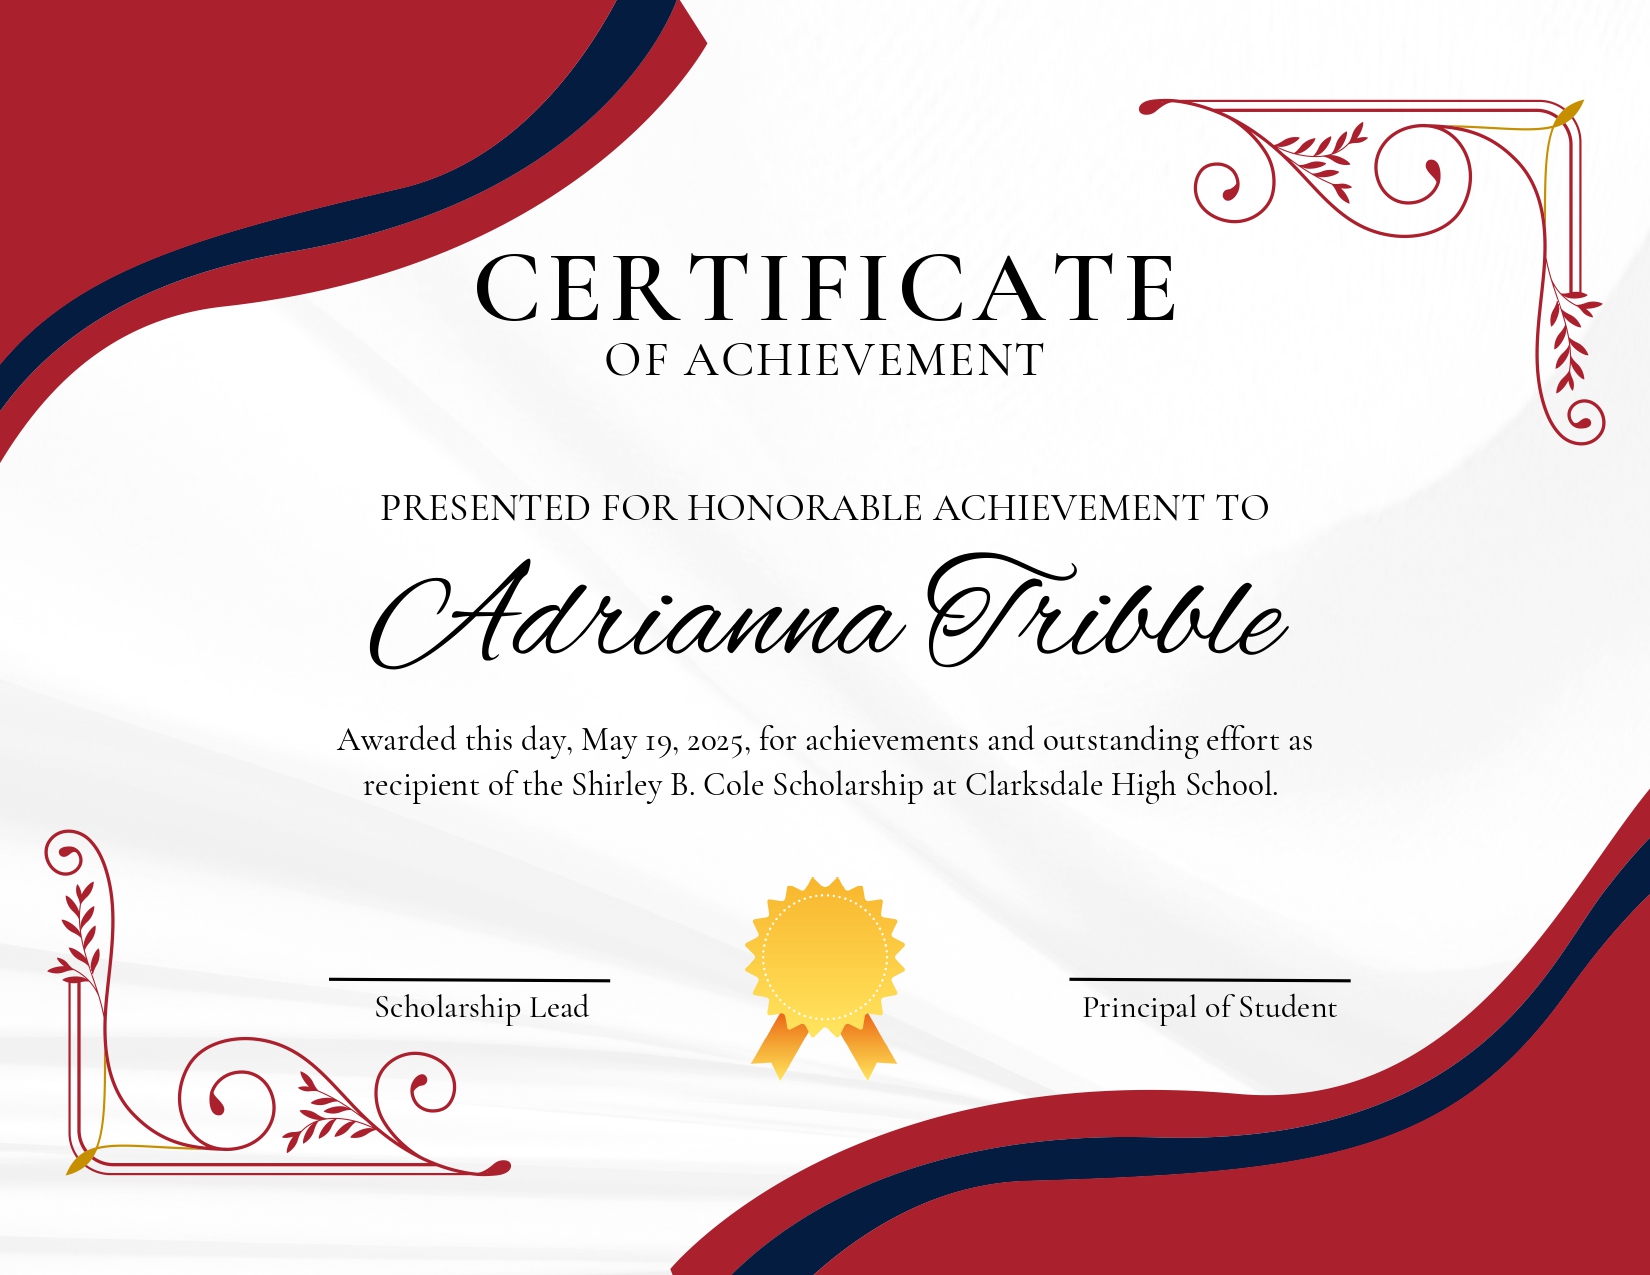 CERTIFICATE
OF ACHIEVEMENT
PRESENTED FOR HONORABLE ACHIEVEMENT TO
Adrianna Tribble
Awarded this day, May 19, 2025, for achievements and outstanding effort as
recipient of the Shirley B. Cole Scholarship at Clarksdale High School.
Scholarship Lead
Principal of Student